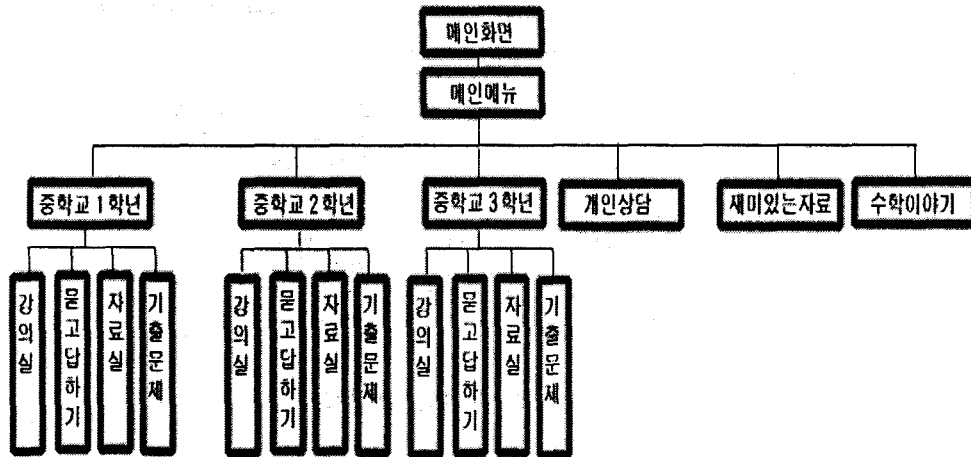 메인화면
메인메뉴
중학교 1학년
중학교 2학년
중학교 3학년
개인상담
재미있는자료
수학이야기
강의실
묻고답하기
자료실
기출문제
강의실
묻고답하기
자료실
기출문제
강의실
묻고답하기
자료실
기출문제